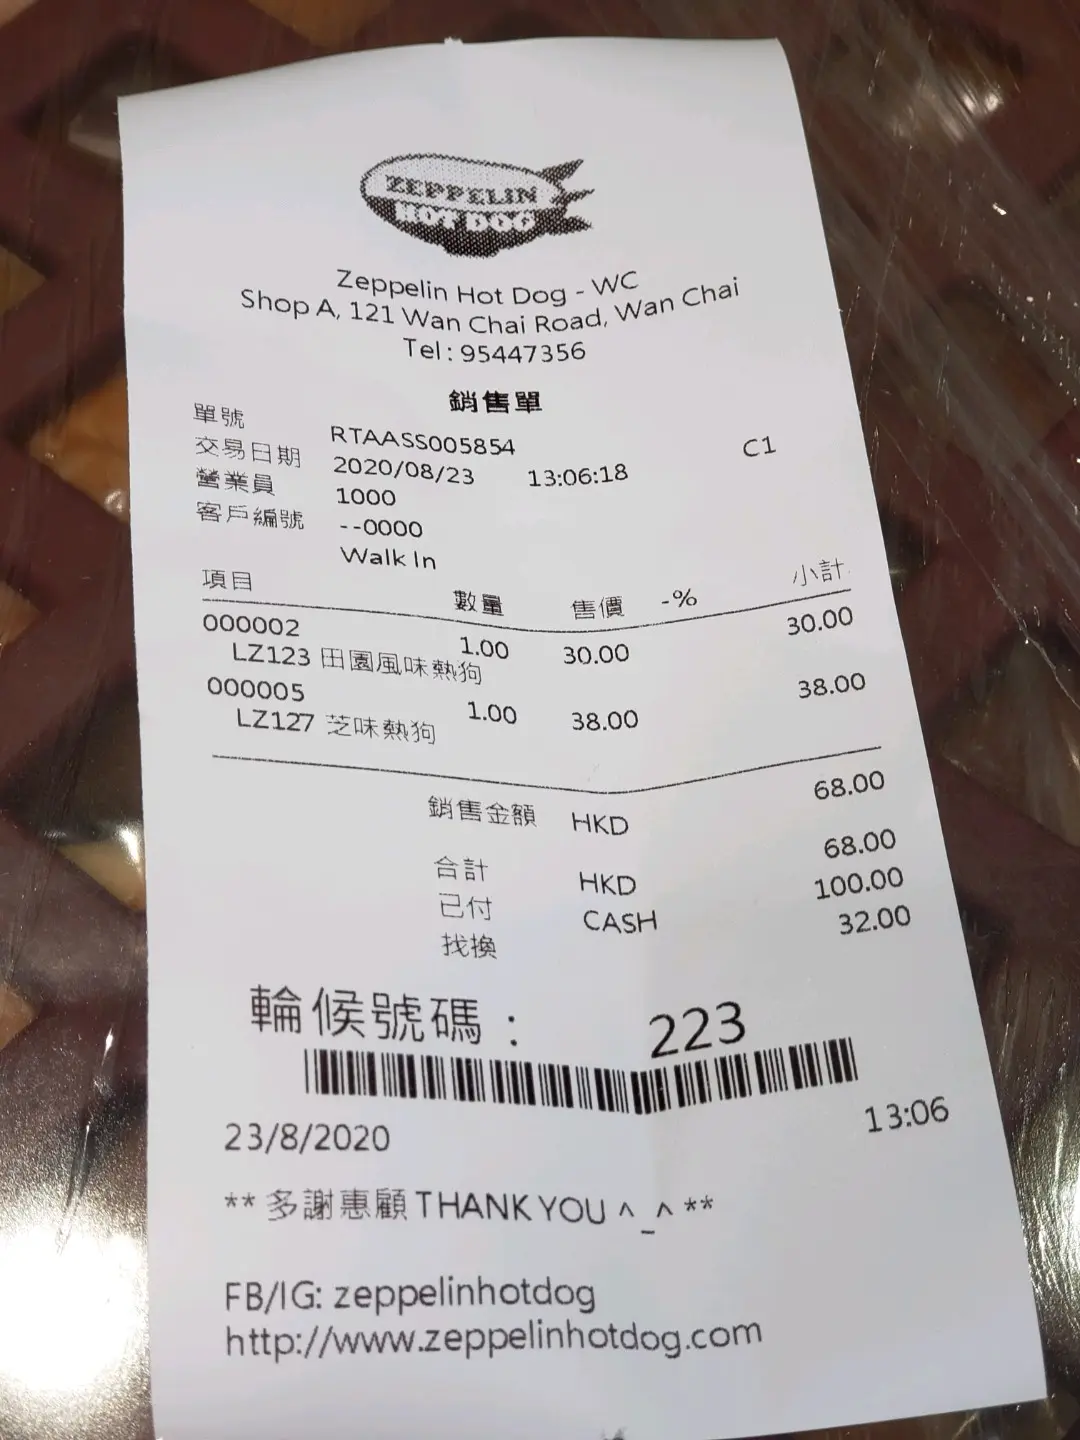 ZEPPELIN
HOT DOG
Zeppelin Hot Dog - WC
Shop A, 121 Wan Chai Road, Wan Chai
Tel : 95447356
銷售單
單號 RTAASS005854 C1
交易日期 2020/08/23 13:06:18
營業員 1000
客戶編號 --0000
Walk In
項目 數量 售價 -% 小計
000002 1.00 30.00 30.00
LZ123 田園風味熱狗
000005 1.00 38.00 38.00
LZ127 芝味熱狗
銷售金額 HKD 68.00
合計 HKD 68.00
已付 CASH 100.00
找換 32.00
輪候號碼 : 223
23/8/2020 13:06
** 多謝惠顧 THANK YOU ^_^ **
FB/IG: zeppelinhotdog
http://www.zeppelinhotdog.com